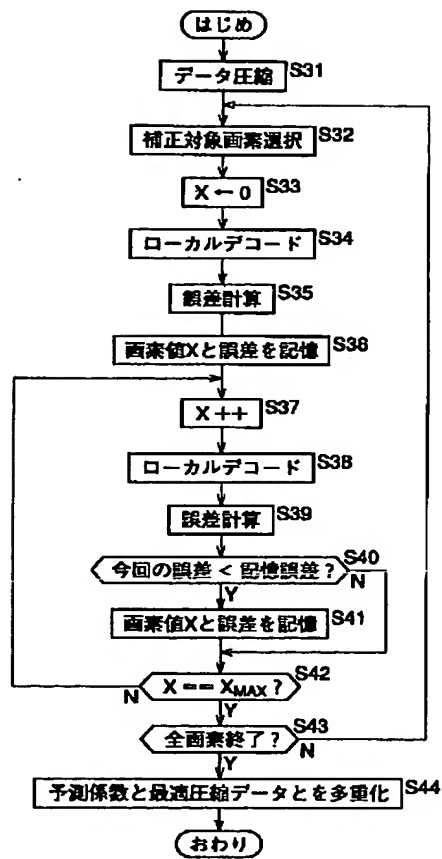 はじめ
データ圧縮 S31
補正対象画素選択 S32
X ← 0 S33
ローカルデコード S34
誤差計算 S35
画素値Xと誤差を記憶 S36
X ++ S37
ローカルデコード S38
誤差計算 S39
今回の誤差 < 記憶誤差? S40
N
Y
画素値Xと誤差を記憶 S41
X == XMAX? S42
N
Y
全画素終了? S43
N
Y
予測係数と最適圧縮データとを多重化 S44
おわり